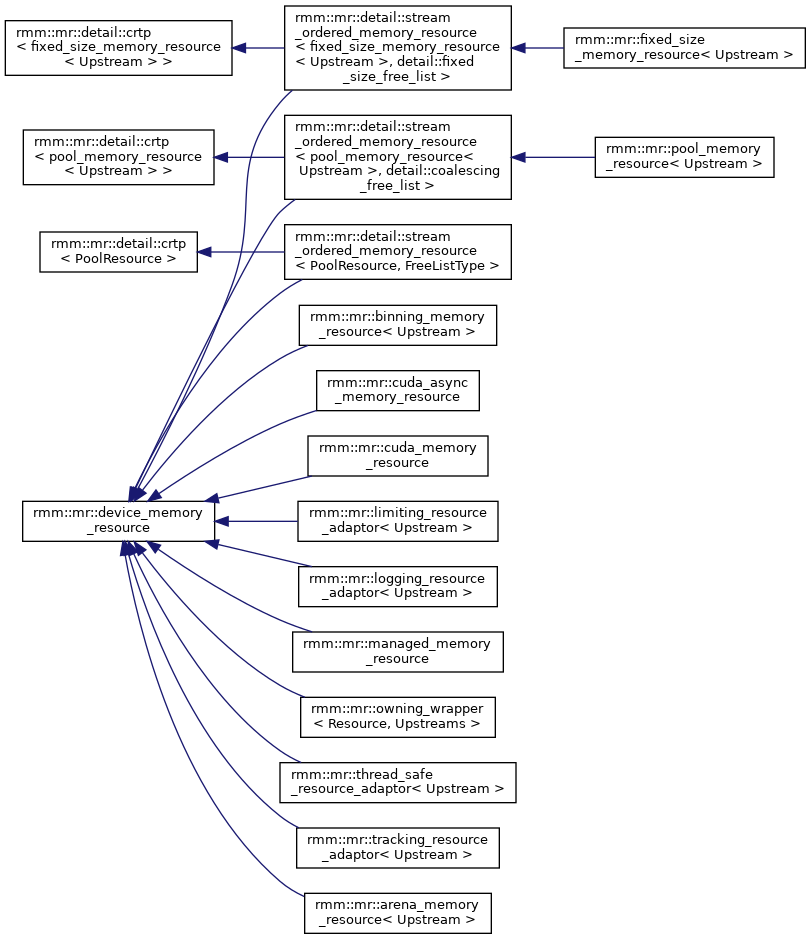 rmm::mr::detail::crtp
< fixed_size_memory_resource
< Upstream > >
rmm::mr::detail::stream
_ordered_memory_resource
< fixed_size_memory_resource
< Upstream >, detail::fixed
_size_free_list >
rmm::mr::fixed_size
_memory_resource< Upstream >
rmm::mr::detail::crtp
< pool_memory_resource
< Upstream > >
rmm::mr::detail::stream
_ordered_memory_resource
< pool_memory_resource<
Upstream >, detail::coalescing
_free_list >
rmm::mr::pool_memory
_resource< Upstream >
rmm::mr::detail::crtp
< PoolResource >
rmm::mr::detail::stream
_ordered_memory_resource
< PoolResource, FreeListType >
rmm::mr::binning_memory
_resource< Upstream >
rmm::mr::cuda_async
_memory_resource
rmm::mr::cuda_memory
_resource
rmm::mr::device_memory
_resource
rmm::mr::limiting_resource
_adaptor< Upstream >
rmm::mr::logging_resource
_adaptor< Upstream >
rmm::mr::managed_memory
_resource
rmm::mr::owning_wrapper
< Resource, Upstreams >
rmm::mr::thread_safe
_resource_adaptor< Upstream >
rmm::mr::tracking_resource
_adaptor< Upstream >
rmm::mr::arena_memory
_resource< Upstream >